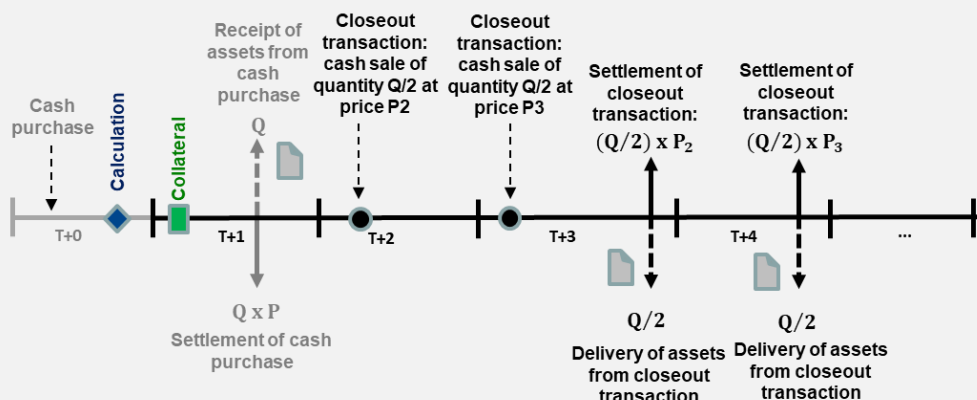 Cash
purchase
Calculation
Collateral
Receipt of
assets from
cash
purchase
Q
Closeout
transaction:
cash sale of
quantity Q/2 at
price P2
Closeout
transaction:
cash sale of
quantity Q/2 at
price P3
Settlement of
closeout
transaction:
(Q/2) x P₂
Settlement of
closeout
transaction:
(Q/2) x P₃
T+0
T+1
T+2
T+3
T+4
...
Q x P
Settlement of cash
purchase
Q/2
Delivery of assets
from closeout
transaction
Q/2
Delivery of assets
from closeout
transaction